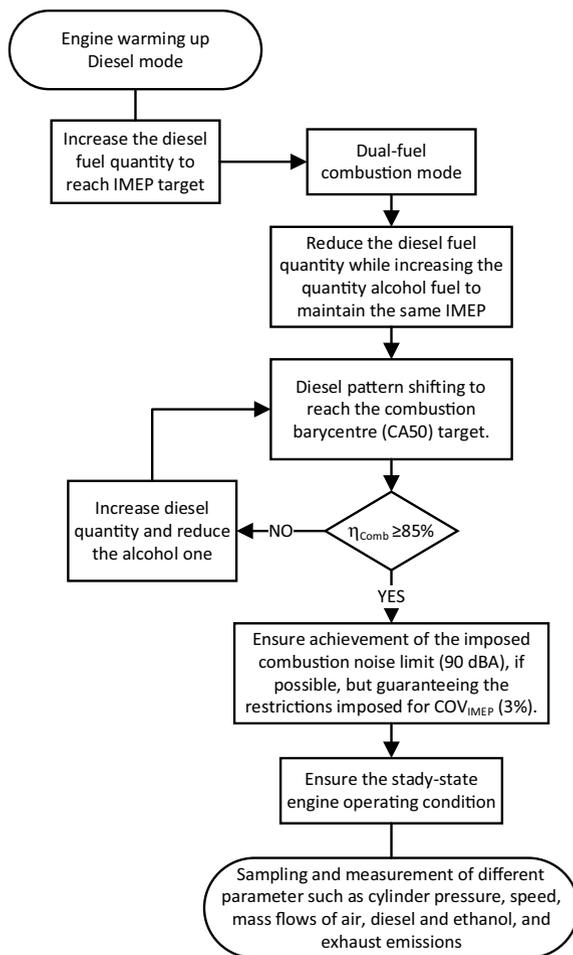 Engine warming up
Diesel mode
Increase the diesel
fuel quantity to
reach IMEP target
Dual-fuel
combustion mode
Reduce the diesel fuel
quantity while increasing the
quantity alcohol fuel to
maintain the same IMEP
Diesel pattern shifting to
reach the combustion
barycentre (CA50) target.
Increase diesel
quantity and reduce
the alcohol one
NO
ηComb ≥85%
YES
Ensure achievement of the imposed
combustion noise limit (90 dBA), if
possible, but guaranteeing the
restrictions imposed for COVIMEP (3%).
Ensure the stady-state
engine operating condition
Sampling and measurement of different
parameter such as cylinder pressure, speed,
mass flows of air, diesel and ethanol, and
exhaust emissions